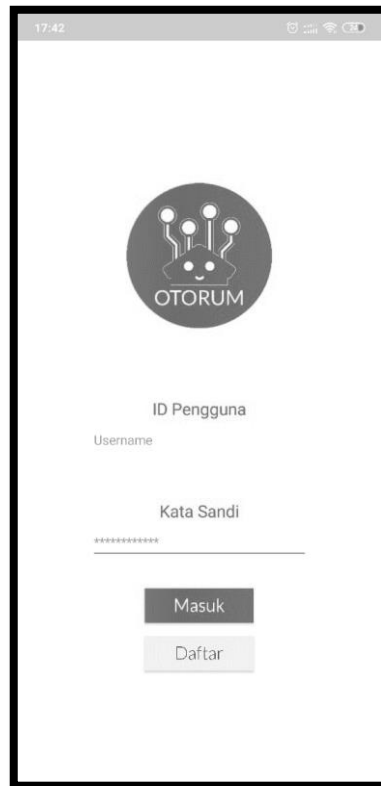 17:42
OTORUM
ID Pengguna
Username
Kata Sandi
************
Masuk
Daftar